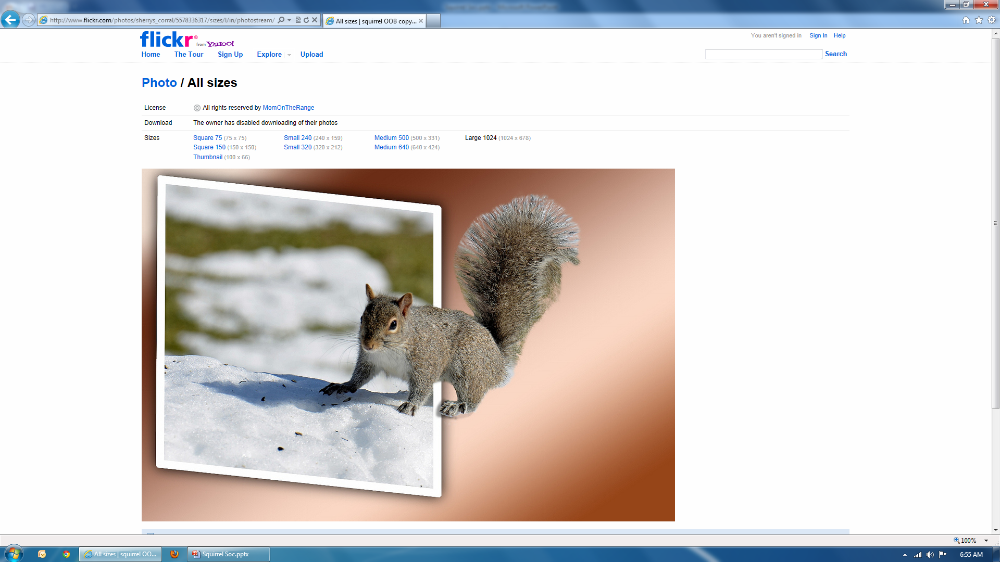 http://www.flickr.com/photos/sherrys_corral/5578336317/sizes/l/in/photostream/
All sizes | squirrel OOB copy...
flickr® from YAHOO!
You aren't signed in Sign In Help
Home The Tour Sign Up Explore Upload
Search
Photo / All sizes
License © All rights reserved by MomOnTheRange
Download The owner has disabled downloading of their photos
Sizes Square 75 (75 x 75) Small 240 (240 x 159) Medium 500 (500 x 331) Large 1024 (1024 x 678)
Square 150 (150 x 150) Small 320 (320 x 212) Medium 640 (640 x 424)
Thumbnail (100 x 66)
100%
All sizes | squirrel OO...
Squirrel Soc.pptx
6:55 AM